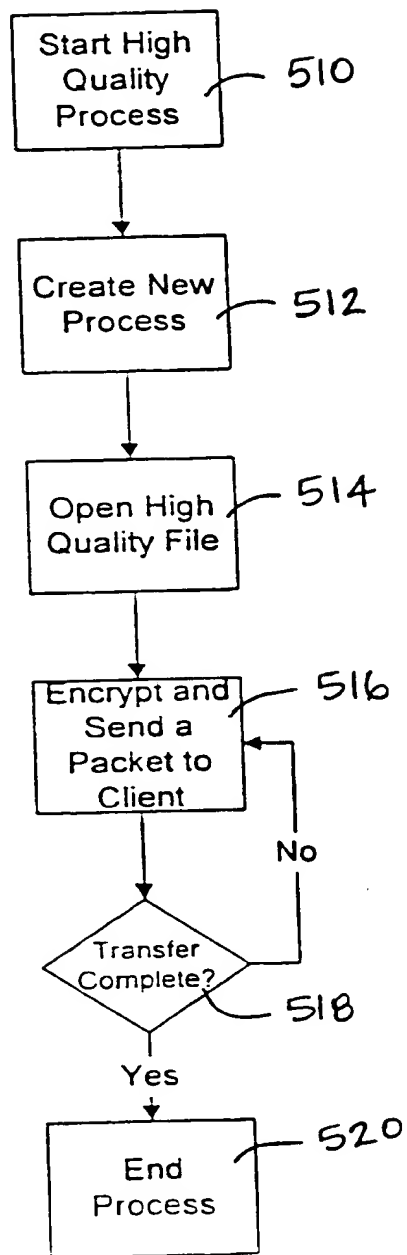 Start High
Quality
Process
510
Create New
Process
512
Open High
Quality File
514
Encrypt and
Send a
Packet to
Client
516
No
Transfer
Complete?
518
Yes
End
Process
520